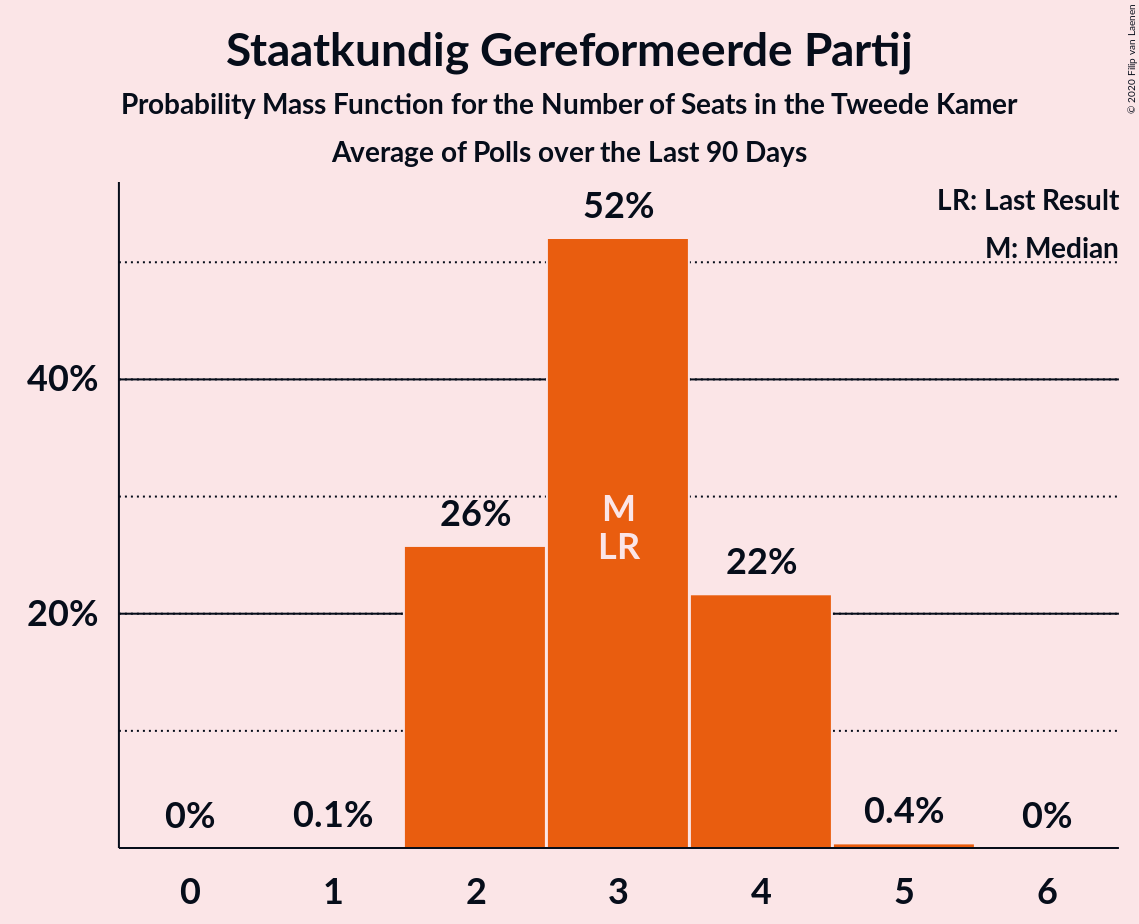 Staatkundig Gereformeerde Partij
Probability Mass Function for the Number of Seats in the Tweede Kamer
Average of Polls over the Last 90 Days
© 2020 Filip van Laenen
LR: Last Result
M: Median
52%
40%
26%
M
LR
22%
20%
0%
0.1%
0.4%
0%
0
1
2
3
4
5
6